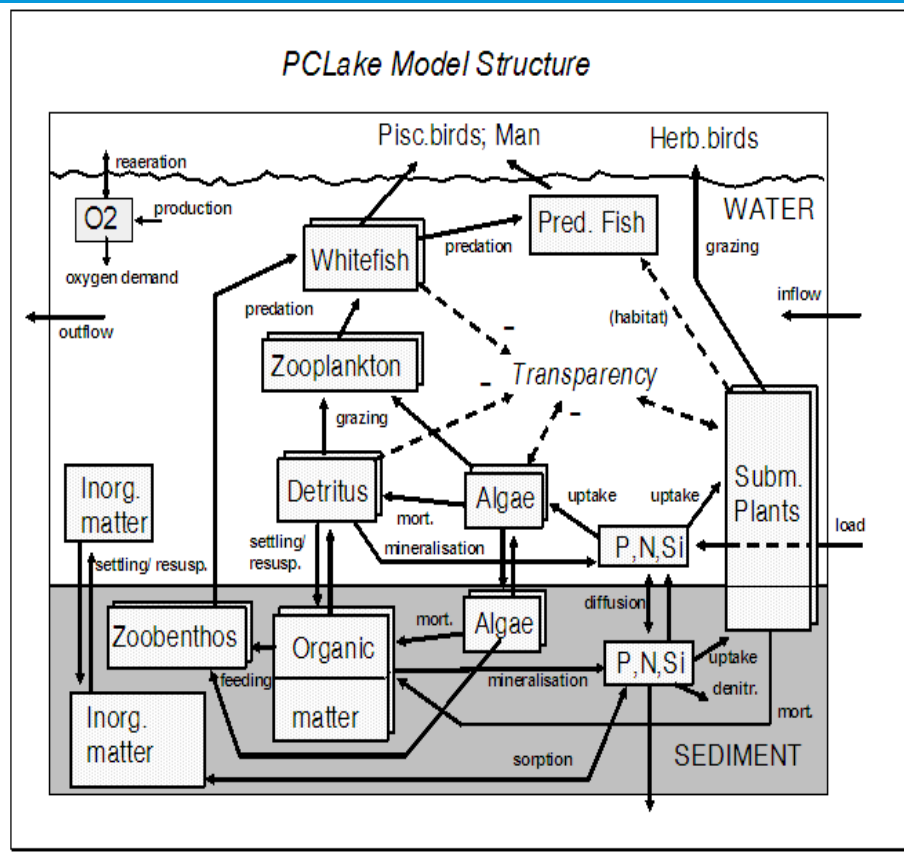 PCLake Model Structure
Pisc.birds; Man
Herb.birds
reaeration
WATER
O2
production
Pred. Fish
grazing
Whitefish
predation
oxygen demand
inflow
predation
(habitat)
outflow
-
Zooplankton
Transparency
-
-
grazing
Inorg.
matter
Detritus
Algae
uptake
uptake
Subm.
Plants
mort.
load
settling/
resusp.
mineralisation
P,N,Si
settling/ resusp.
diffusion
Zoobenthos
Organic
matter
mort.
Algae
P,N,Si
uptake
feeding
mineralisation
denitr.
Inorg.
matter
mort.
sorption
SEDIMENT